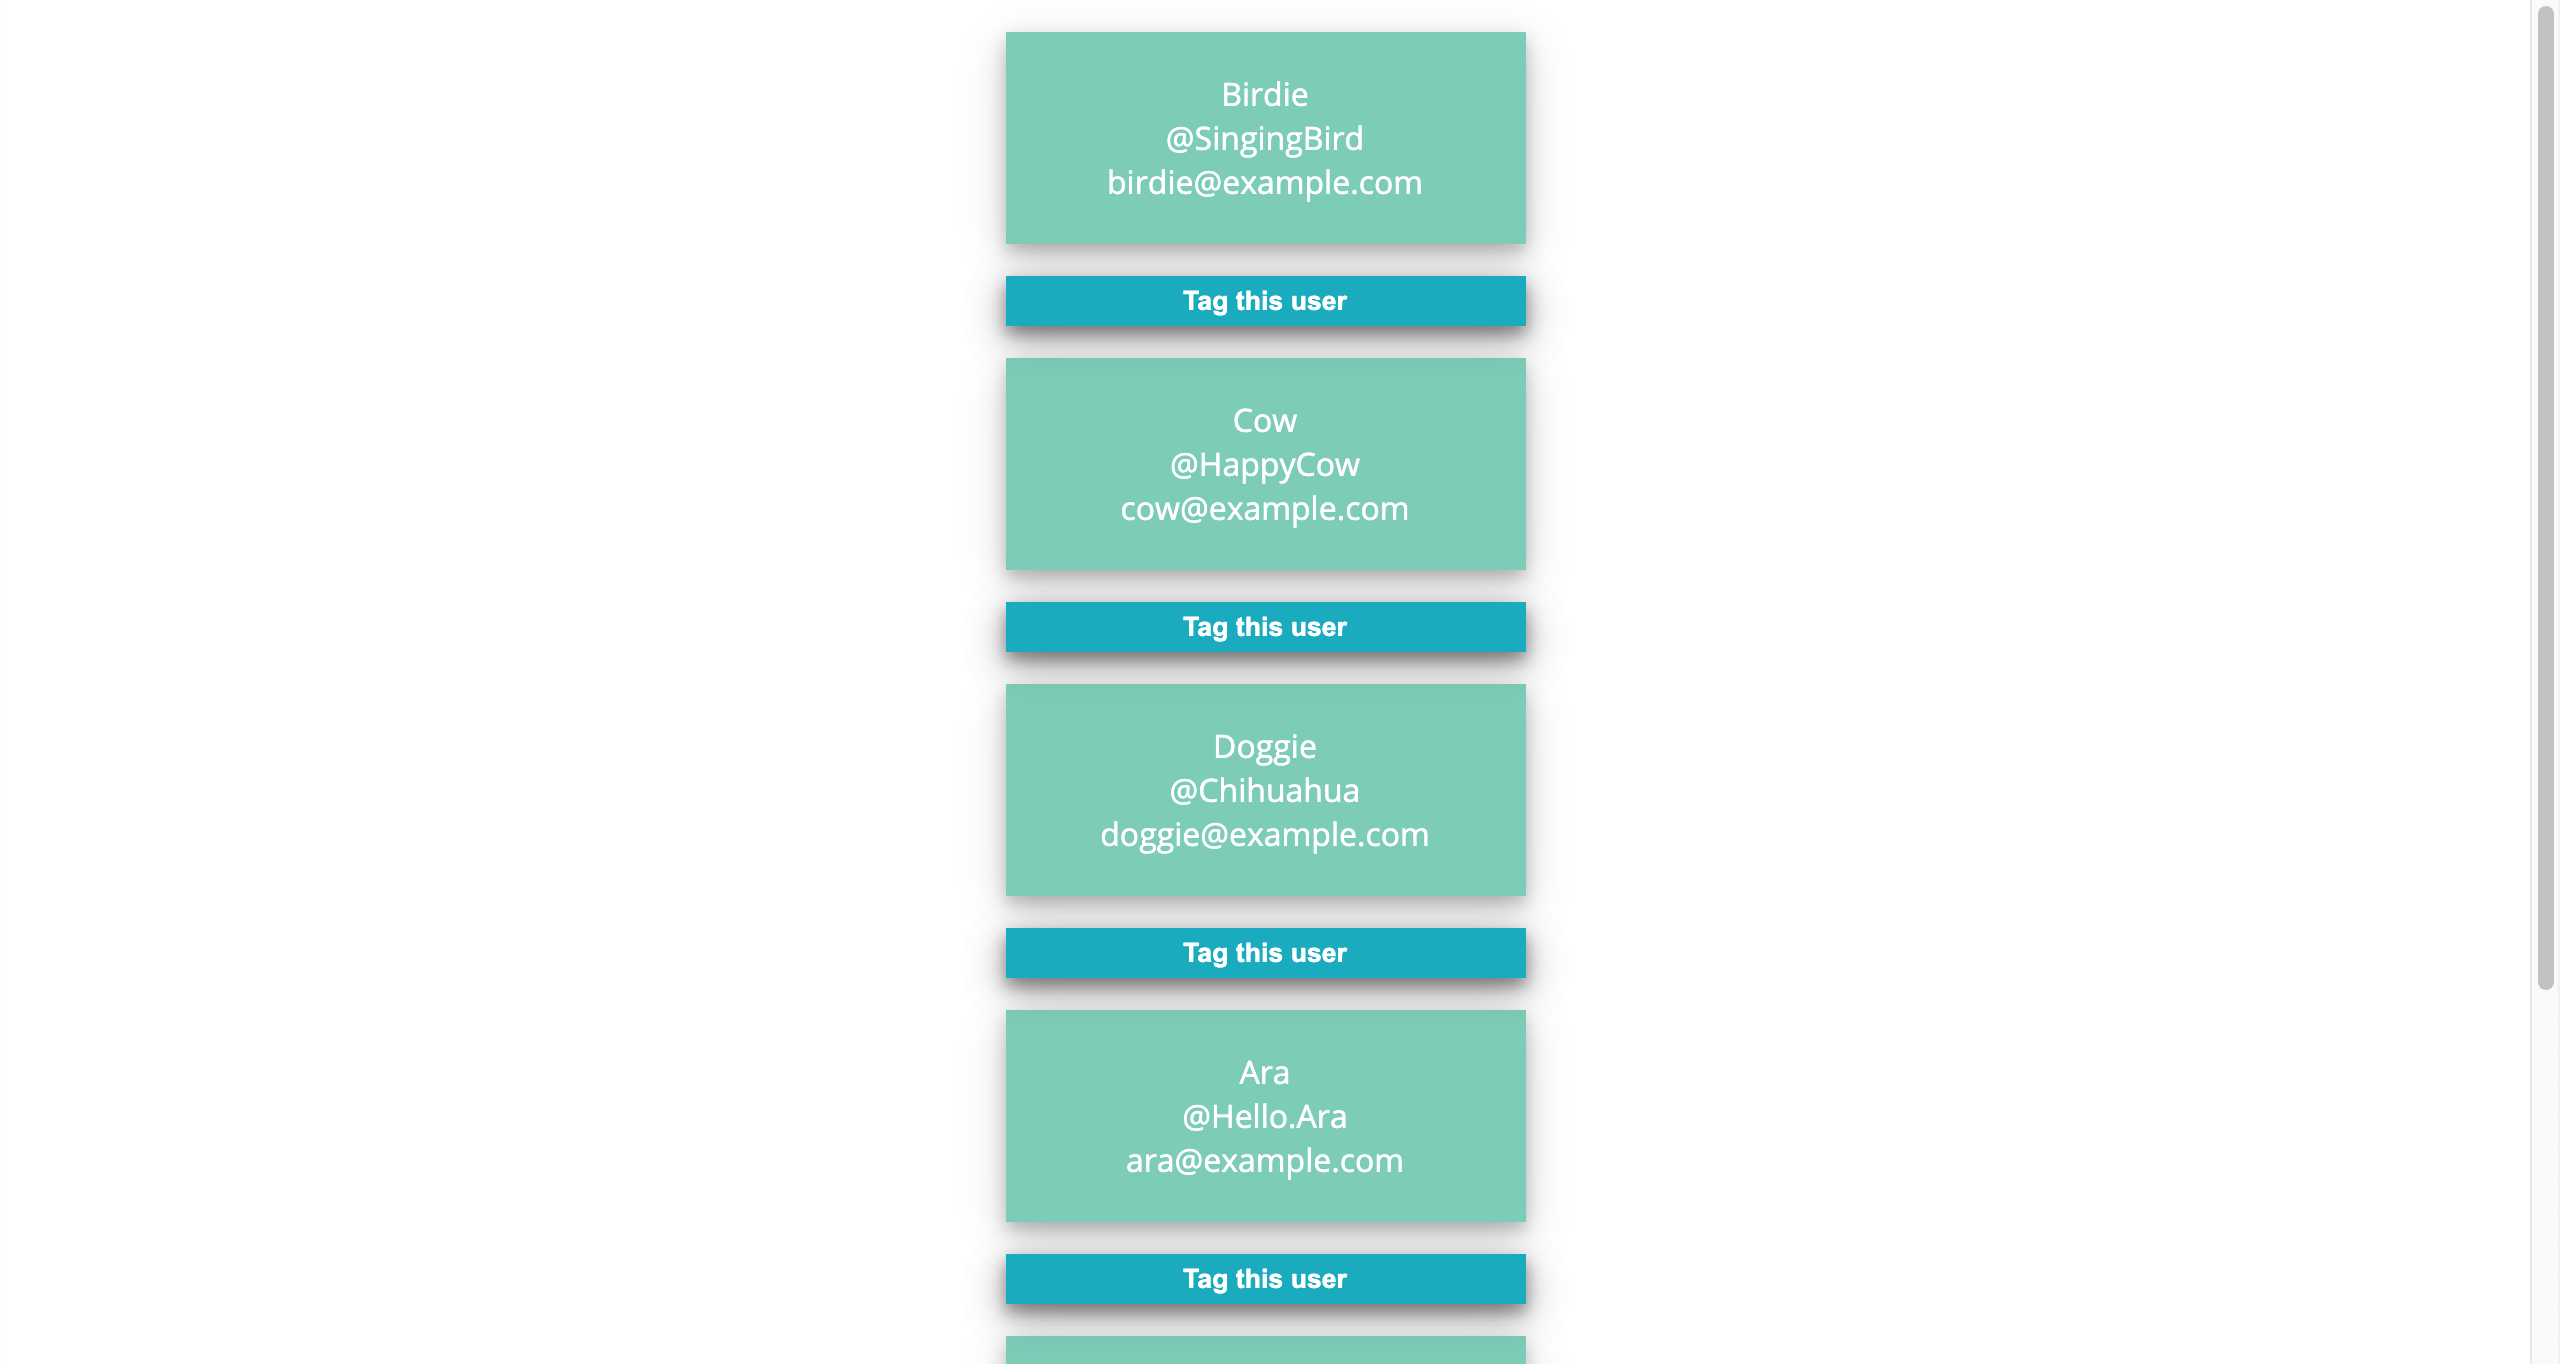 Birdie
@SingingBird
birdie@example.com
Tag this user
Cow
@HappyCow
cow@example.com
Tag this user
Doggie
@Chihuahua
doggie@example.com
Tag this user
Ara
@Hello.Ara
ara@example.com
Tag this user